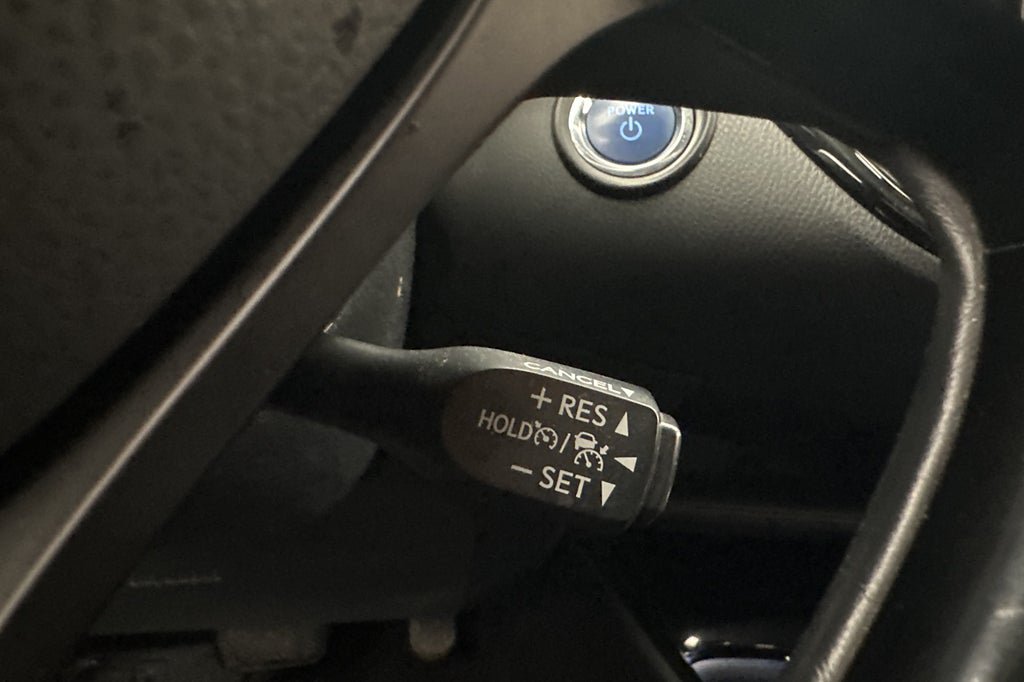 POWER
CANCEL▼
+ RES ▲
HOLD / ◀
− SET ▼